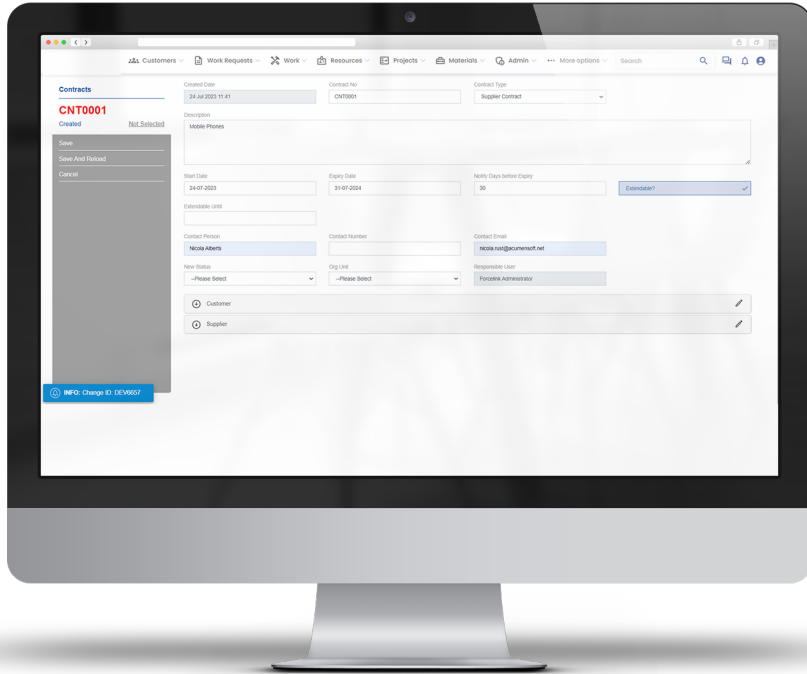 Customers Work Requests Work Resources Projects Materials Admin More options Search
Contracts
CNT0001
Created Not Selected
Save
Save And Reload
Cancel
Created Date Contract No Contract Type
24 Jul 2023 11:41 CNT0001 Supplier Contract
Description
Mobile Phones
Start Date Expiry Date Notify Days before Expiry
24-07-2023 31-07-2024 30 Extendable?
Extendable Until
Contact Person Contact Number Contact Email
Nicola Alberts nicola.rust@acumensoft.net
New Status Org Unit Responsible User
--Please Select --Please Select Forcelink Administrator
Customer
Supplier
INFO: Change ID: DEV6657